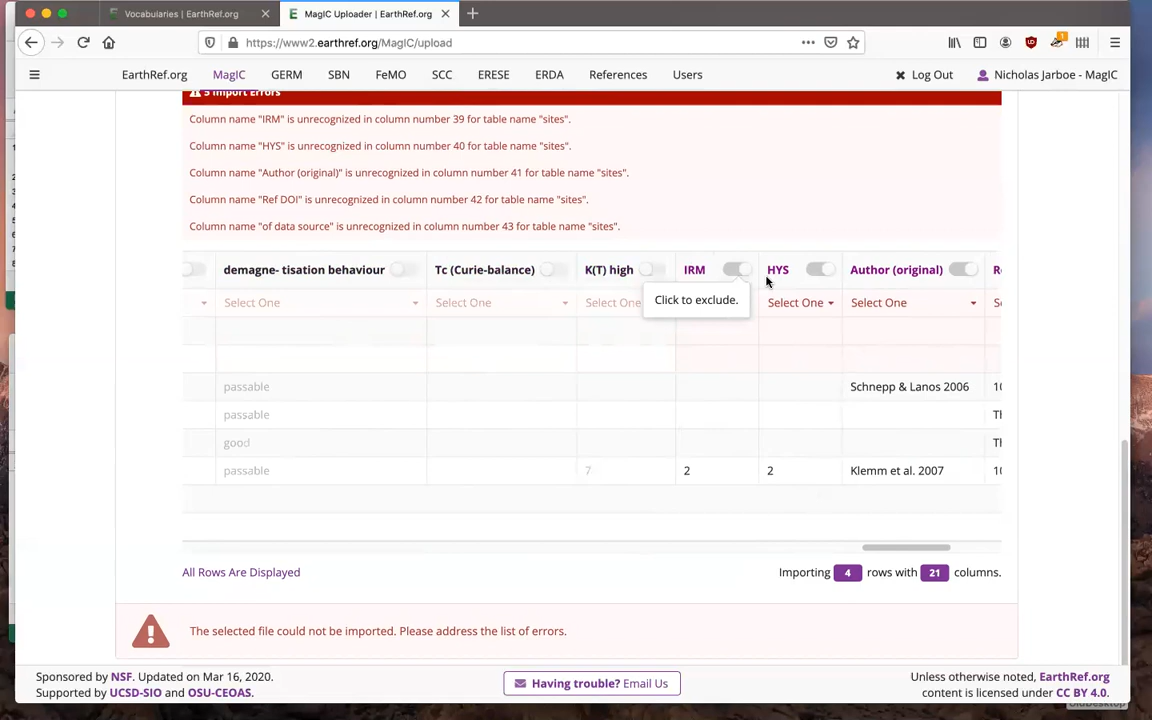 Vocabularies | EarthRef.org
MagIC Uploader | EarthRef.org
https://www2.earthref.org/MagIC/upload
EarthRef.org MagIC GERM SBN FeMO SCC ERESE ERDA References Users Log Out Nicholas Jarboe - MagIC
5 Import Errors
Column name "IRM" is unrecognized in column number 39 for table name "sites".
Column name "HYS" is unrecognized in column number 40 for table name "sites".
Column name "Author (original)" is unrecognized in column number 41 for table name "sites".
Column name "Ref DOI" is unrecognized in column number 42 for table name "sites".
Column name "of data source" is unrecognized in column number 43 for table name "sites".
demagne- tisation behaviour Tc (Curie-balance) K(T) high IRM HYS Author (original)
Select One Select One Select One Select One Select One
Click to exclude.
passable Schnepp & Lanos 2006 10
passable
good
passable 7 2 2 Klemm et al. 2007 10
All Rows Are Displayed
Importing 4 rows with 21 columns.
The selected file could not be imported. Please address the list of errors.
Sponsored by NSF. Updated on Mar 16, 2020.
Supported by UCSD-SIO and OSU-CEOAS.
Having trouble? Email Us
Unless otherwise noted, EarthRef.org
content is licensed under CC BY 4.0.